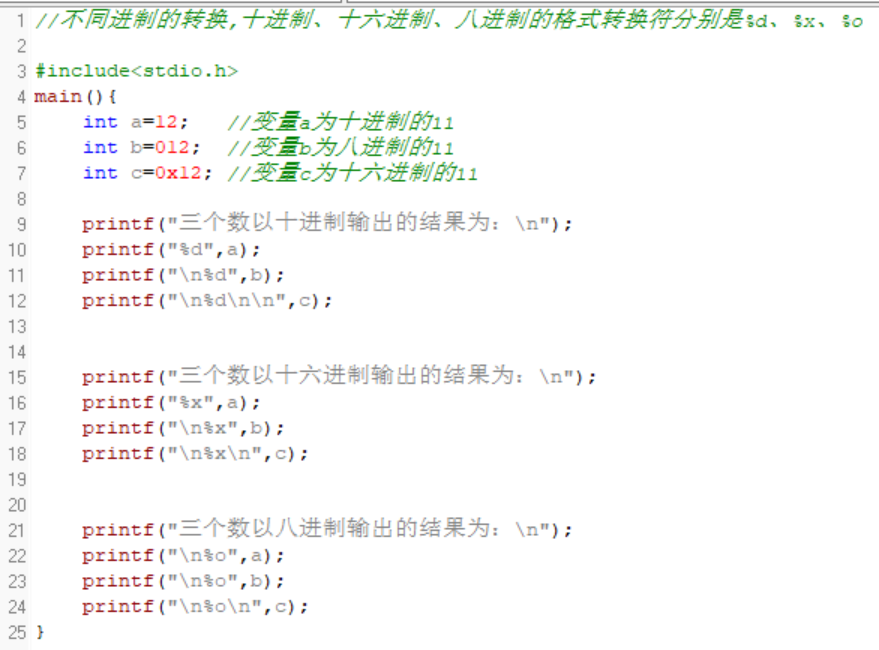 1 //不同进制的转换,十进制、十六进制、八进制的格式转换符分别是%d、%x、%o
2
3 #include<stdio.h>
4 main(){
5     int a=12;   //变量a为十进制的11
6     int b=012;  //变量b为八进制的11
7     int c=0x12; //变量c为十六进制的11
8
9     printf("三个数以十进制输出的结果为：\n");
10     printf("%d",a);
11     printf("\n%d",b);
12     printf("\n%d\n\n",c);
13
14
15     printf("三个数以十六进制输出的结果为：\n");
16     printf("%x",a);
17     printf("\n%x",b);
18     printf("\n%x\n",c);
19
20
21     printf("三个数以八进制输出的结果为：\n");
22     printf("\n%o",a);
23     printf("\n%o",b);
24     printf("\n%o\n",c);
25 }